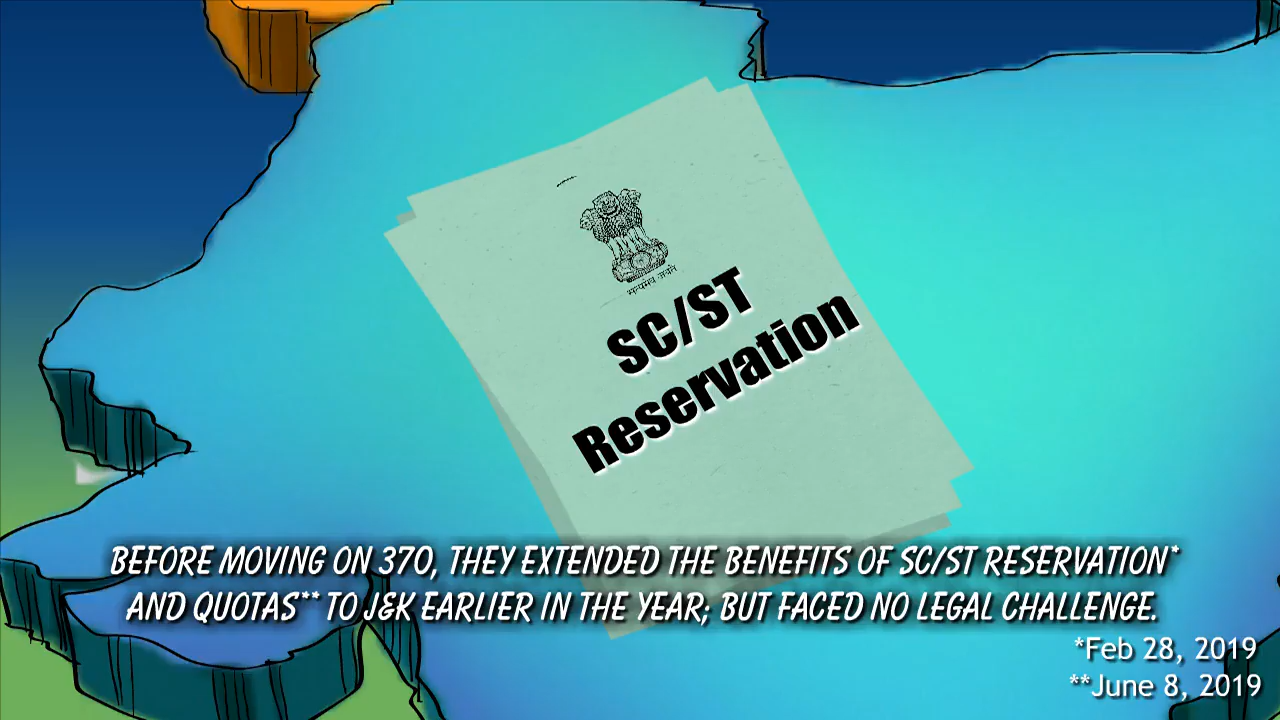 SC/ST
Reservation
BEFORE MOVING ON 370, THEY EXTENDED THE BENEFITS OF SC/ST RESERVATION*
AND QUOTAS** TO J&K EARLIER IN THE YEAR; BUT FACED NO LEGAL CHALLENGE.
*Feb 28, 2019
**June 8, 2019